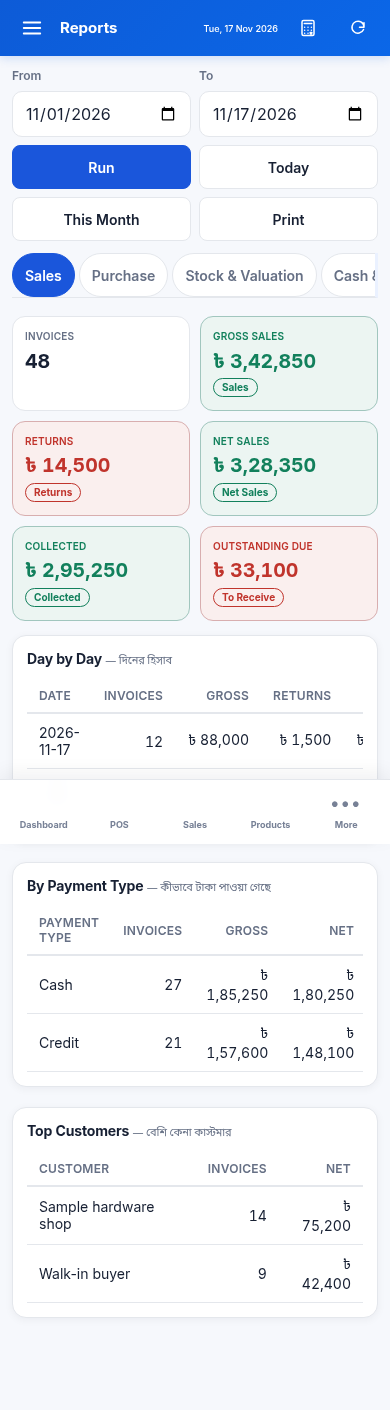 Reports
Tue, 17 Nov 2026
From
To
11/01/2026
11/17/2026
Run
Today
This Month
Print
Sales
Purchase
Stock & Valuation
Cash &
INVOICES
48
GROSS SALES
৳ 3,42,850
Sales
RETURNS
৳ 14,500
Returns
NET SALES
৳ 3,28,350
Net Sales
COLLECTED
৳ 2,95,250
Collected
OUTSTANDING DUE
৳ 33,100
To Receive
Day by Day — দিনের হিসাব
DATE INVOICES GROSS RETURNS
2026-
11-17 12 ৳ 88,000 ৳ 1,500 ৳
Dashboard POS Sales Products More
By Payment Type — কীভাবে টাকা পাওয়া গেছে
PAYMENT
TYPE INVOICES GROSS NET
Cash 27 ৳ 1,85,250 ৳ 1,80,250
Credit 21 ৳ 1,57,600 ৳ 1,48,100
Top Customers — বেশি কেনা কাস্টমার
CUSTOMER INVOICES NET
Sample hardware
shop 14 ৳ 75,200
Walk-in buyer 9 ৳ 42,400